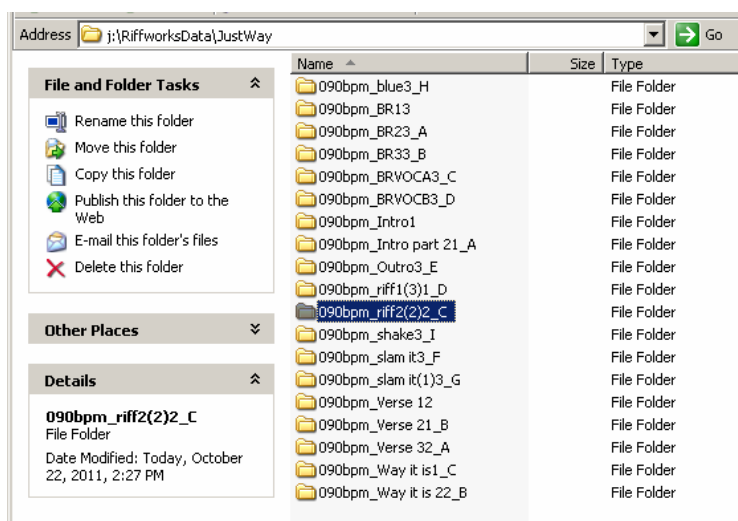 Address j:\RiffworksData\JustWay Go
File and Folder Tasks
Rename this folder
Move this folder
Copy this folder
Publish this folder to the
Web
E-mail this folder's files
Delete this folder
Other Places
Details
090bpm_riff2(2)2_C
File Folder
Date Modified: Today, October
22, 2011, 2:27 PM
Name Size Type
090bpm_blue3_H File Folder
090bpm_BR13 File Folder
090bpm_BR23_A File Folder
090bpm_BR33_B File Folder
090bpm_BRVOCA3_C File Folder
090bpm_BRVOCB3_D File Folder
090bpm_Intro1 File Folder
090bpm_Intro part 21_A File Folder
090bpm_Outro3_E File Folder
090bpm_riff1(3)1_D File Folder
090bpm_riff2(2)2_C File Folder
090bpm_shake3_I File Folder
090bpm_slam it3_F File Folder
090bpm_slam it(1)3_G File Folder
090bpm_Verse 12 File Folder
090bpm_Verse 21_B File Folder
090bpm_Verse 32_A File Folder
090bpm_Way it is1_C File Folder
090bpm_Way it is 22_B File Folder